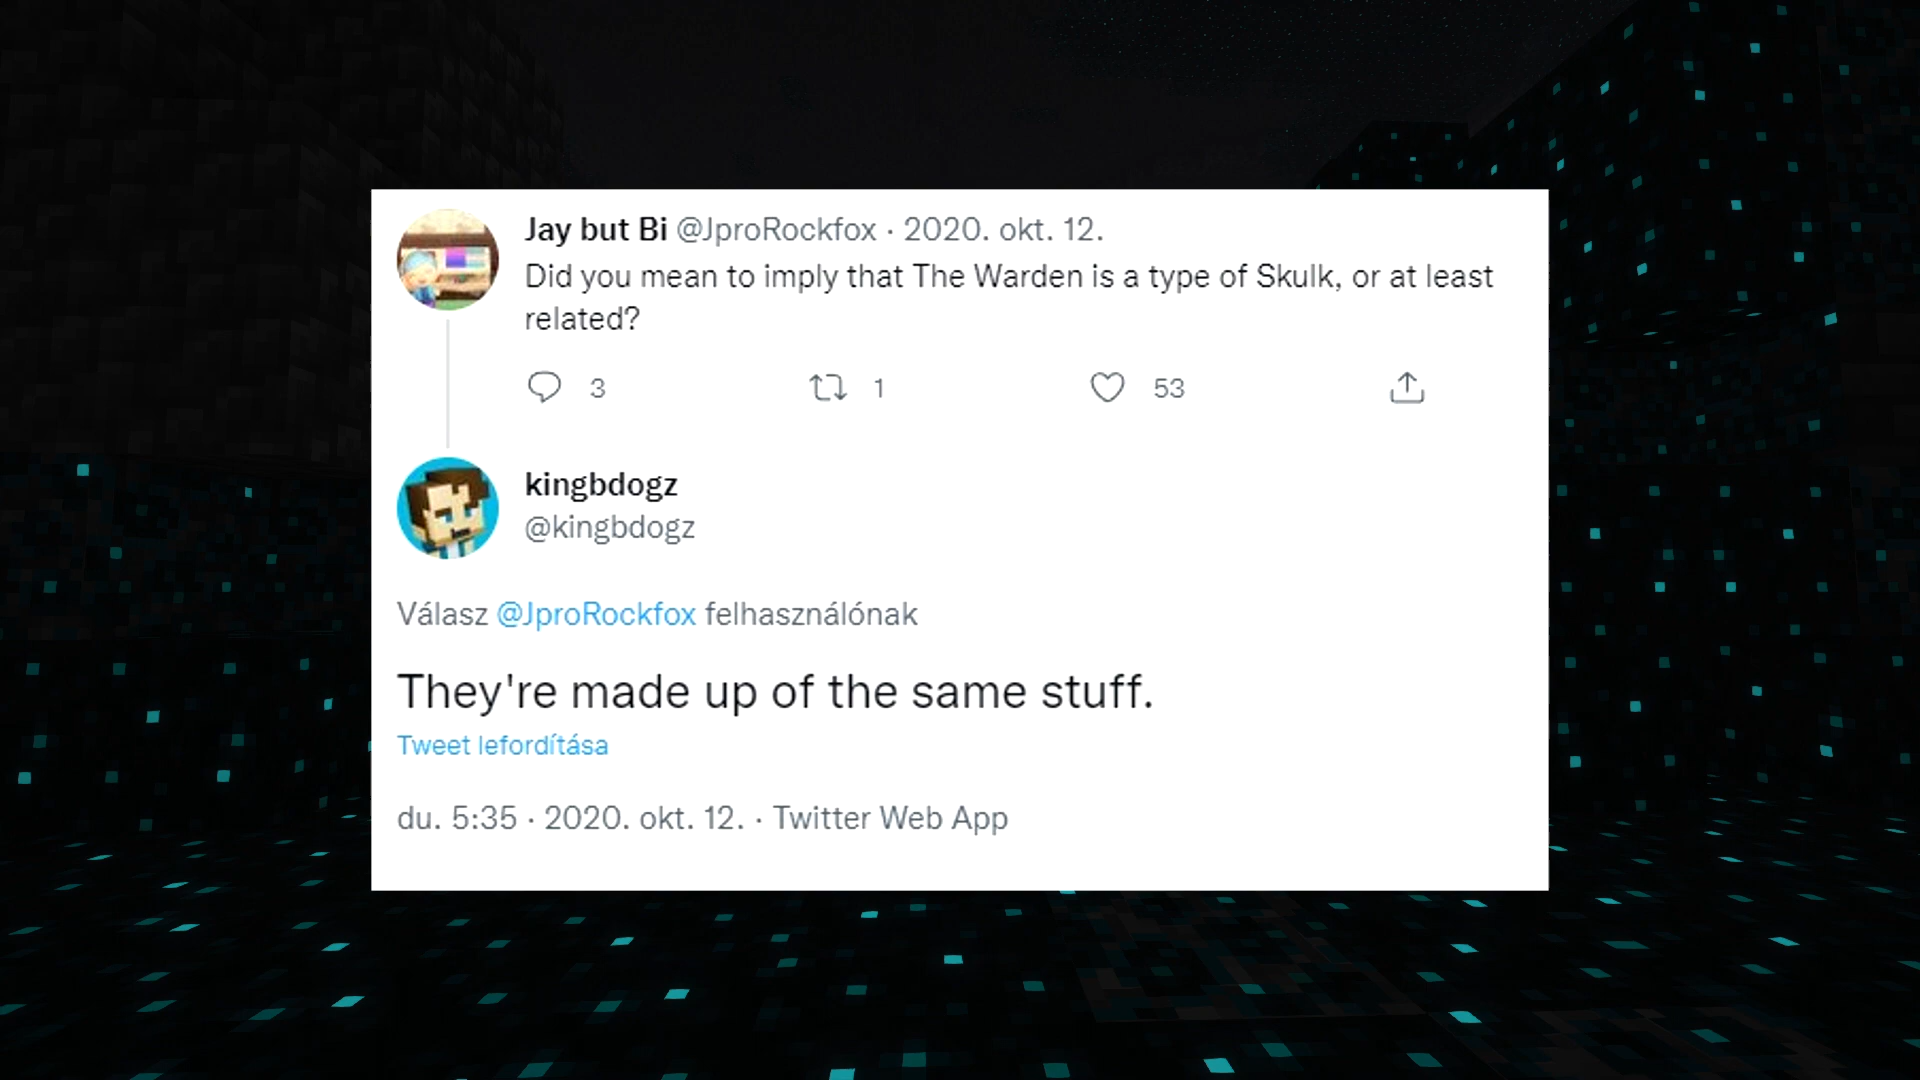 Jay but Bi @JproRockfox · 2020. okt. 12.
Did you mean to imply that The Warden is a type of Skulk, or at least
related?
3 1 53
kingbdogz
@kingbdogz
Válasz @JproRockfox felhasználónak
They're made up of the same stuff.
Tweet lefordítása
du. 5:35 · 2020. okt. 12. · Twitter Web App